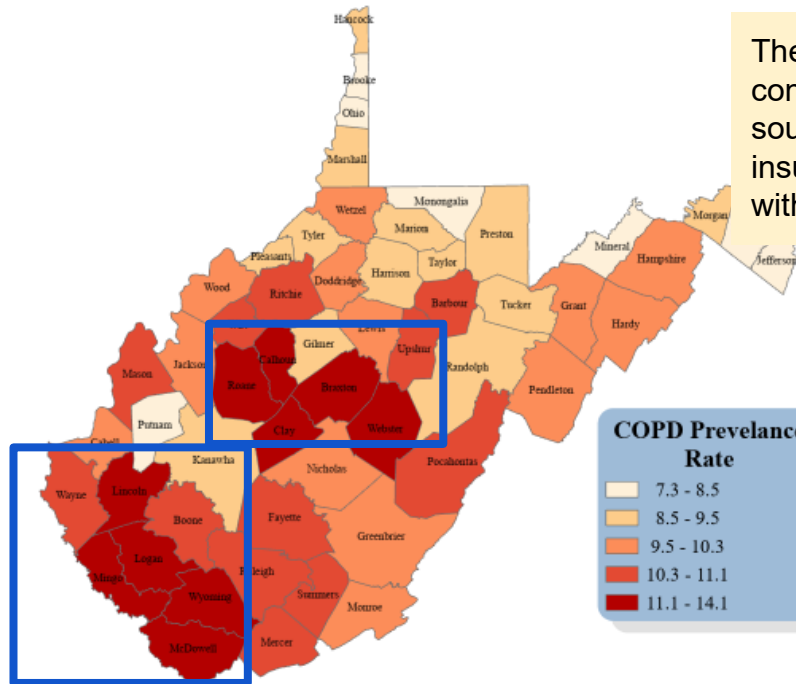 Hancock
The
Brooke
con
Ohio
sou
Marshall
insu
with
Wetzel
Monongalia
Morgan
Marion
Preston
Mineral
Tyler
Jefferson
Pleasants
Taylor
Hampshire
Harrison
Wood
Doddridge
Ritchie
Barbour
Tucker
Grant
Hardy
Lewis
Gilmer
Upshur
Jackson
Calhoun
Randolph
Mason
Roane
Braxton
Pendleton
Putnam
Clay
Webster
COPD Prevelance
Rate
Cabell
Kanawha
Pocahontas
Nicholas
7.3 - 8.5
Wayne
Lincoln
8.5 - 9.5
Boone
Fayette
9.5 - 10.3
Greenbrier
Logan
10.3 - 11.1
Raleigh
Mingo
Wyoming
Summers
11.1 - 14.1
Monroe
McDowell
Mercer